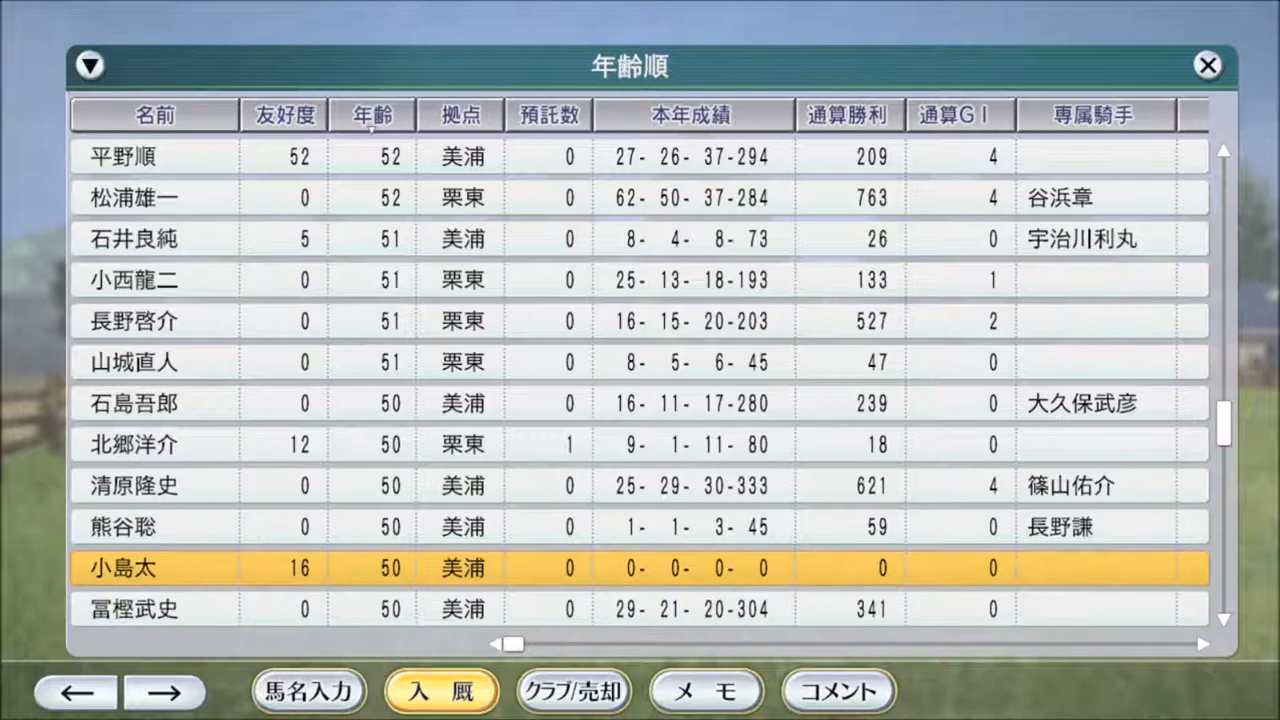 年齢順
名前 友好度 年齢 拠点 預託数 本年成績 通算勝利 通算GⅠ 専属騎手
平野順 52 52 美浦 0 27- 26- 37-294 209 4
松浦雄一 0 52 栗東 0 62- 50- 37-284 763 4 谷浜章
石井良純 5 51 美浦 0 8- 4- 8- 73 26 0 宇治川利丸
小西龍二 0 51 栗東 0 25- 13- 18-193 133 1
長野啓介 0 51 栗東 0 16- 15- 20-203 527 2
山城直人 0 51 栗東 0 8- 5- 6- 45 47 0
石島吾郎 0 50 美浦 0 16- 11- 17-280 239 0 大久保武彦
北郷洋介 12 50 栗東 1 9- 1- 11- 80 18 0
清原隆史 0 50 美浦 0 25- 29- 30-333 621 4 篠山佑介
熊谷聡 0 50 美浦 0 1- 1- 3- 45 59 0 長野謙
小島太 16 50 美浦 0 0- 0- 0- 0 0 0
冨樫武史 0 50 美浦 0 29- 21- 20-304 341 0
馬名入力 入 厩 クラブ/売却 メ モ コメント